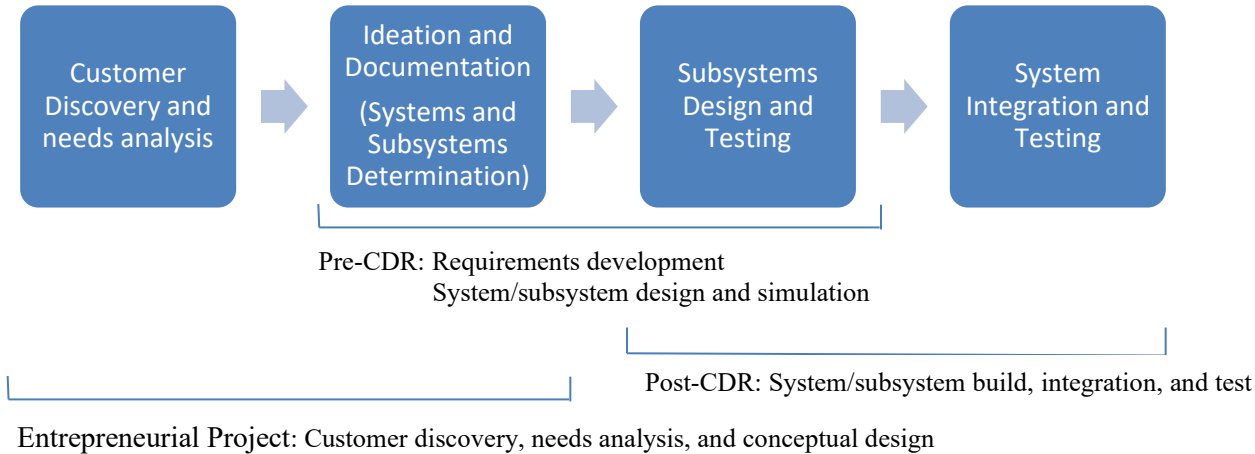 Customer
Discovery and
needs analysis
Ideation and
Documentation
(Systems and
Subsystems
Determination)
Subsystems
Design and
Testing
System
Integration and
Testing
Pre-CDR: Requirements development
System/subsystem design and simulation
Post-CDR: System/subsystem build, integration, and test
Entrepreneurial Project: Customer discovery, needs analysis, and conceptual design